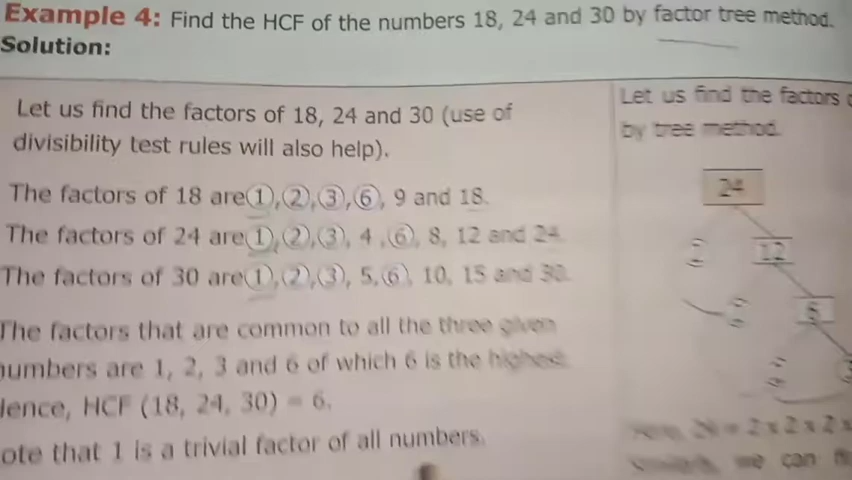 Example 4: Find the HCF of the numbers 18, 24 and 30 by factor tree method.
Solution:
Let us find the factors of 18, 24 and 30 (use of
divisibility test rules will also help).
The factors of 18 are 1, 2, 3, 6, 9 and 18.
The factors of 24 are 1, 2, 3, 4, 6, 8, 12 and 24.
The factors of 30 are 1, 2, 3, 5, 6, 10, 15 and 30.
The factors that are common to all the three given
numbers are 1, 2, 3 and 6 of which 6 is the highest.
Hence, HCF (18, 24, 30) = 6.
ote that 1 is a trivial factor of all numbers.
Let us find the factors
by tree method.
24
12
6
= 2 x 2 x 2 x
we can